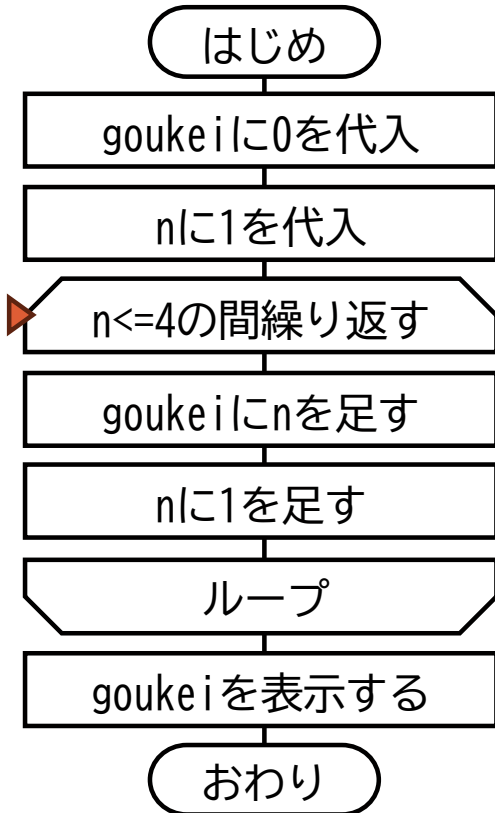 はじめ
goukeiに0を代入
nに1を代入
n<=4の間繰り返す
goukeiにnを足す
nに1を足す
ループ
goukeiを表示する
おわり